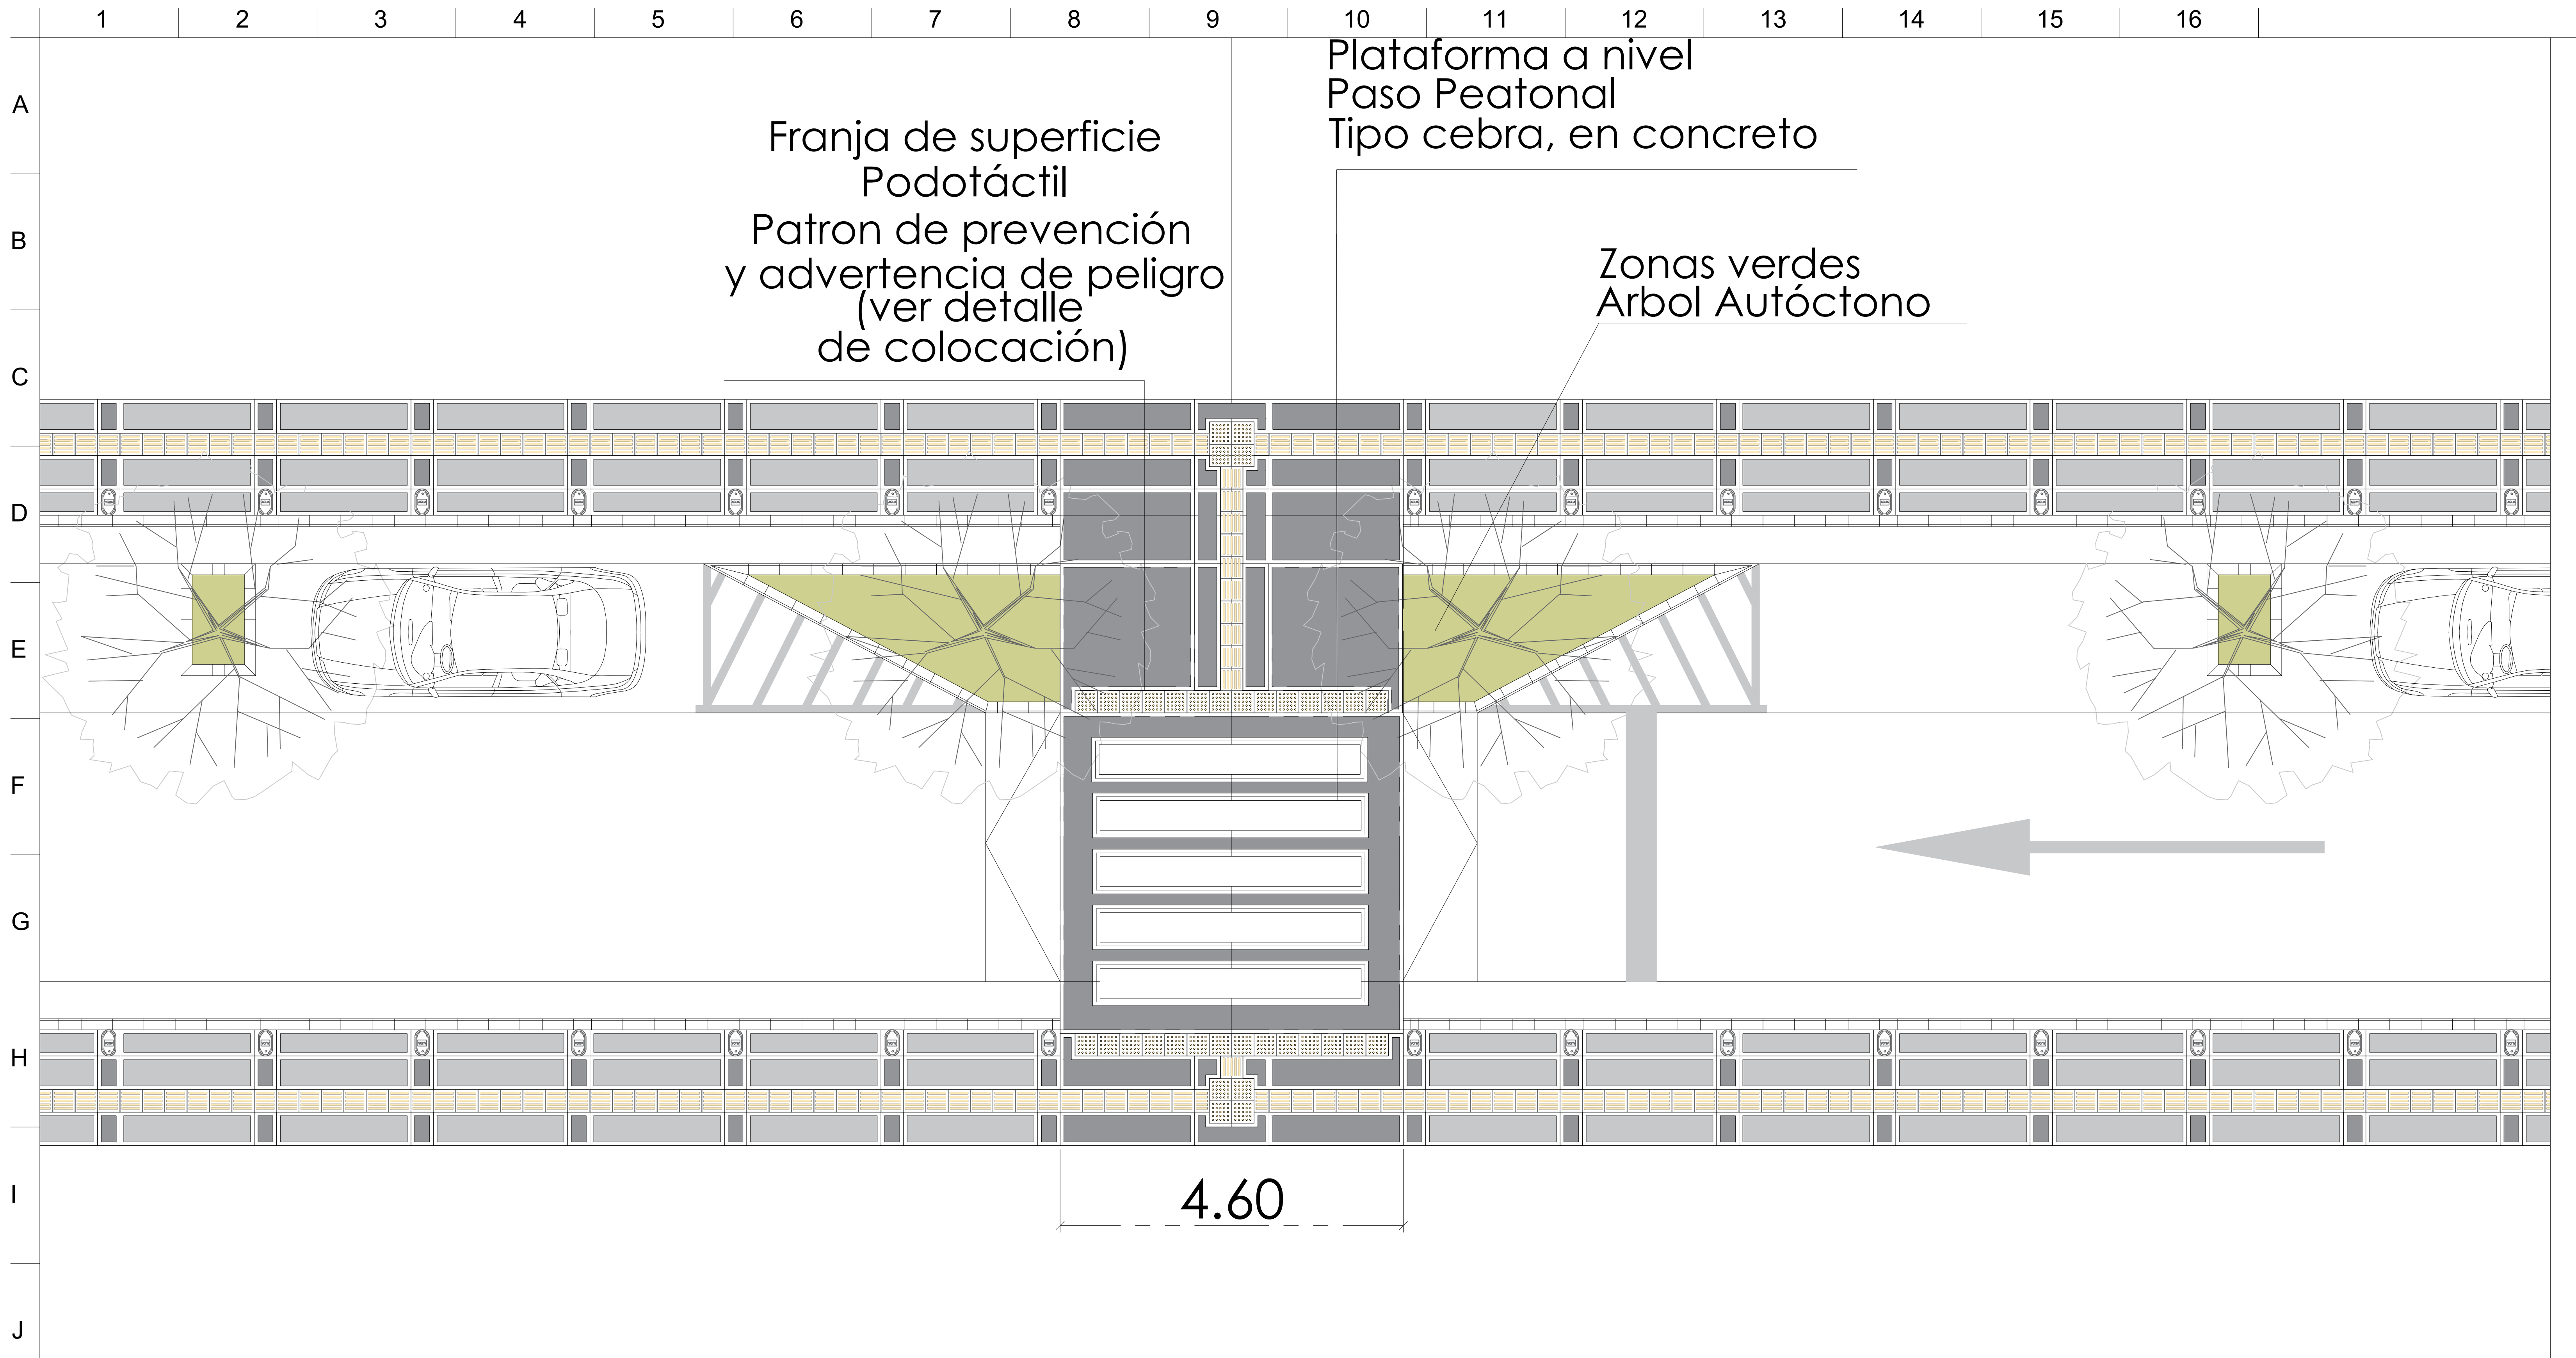 1 2 3 4 5 6 7 8 9 10 11 12 13 14 15 16
A
B
C
D
E
F
G
H
I
J
Plataforma a nivel
Paso Peatonal
Tipo cebra, en concreto
Franja de superficie
Podotáctil
Patron de prevención
y advertencia de peligro
(ver detalle
de colocación)
Zonas verdes
Arbol Autóctono
4.60